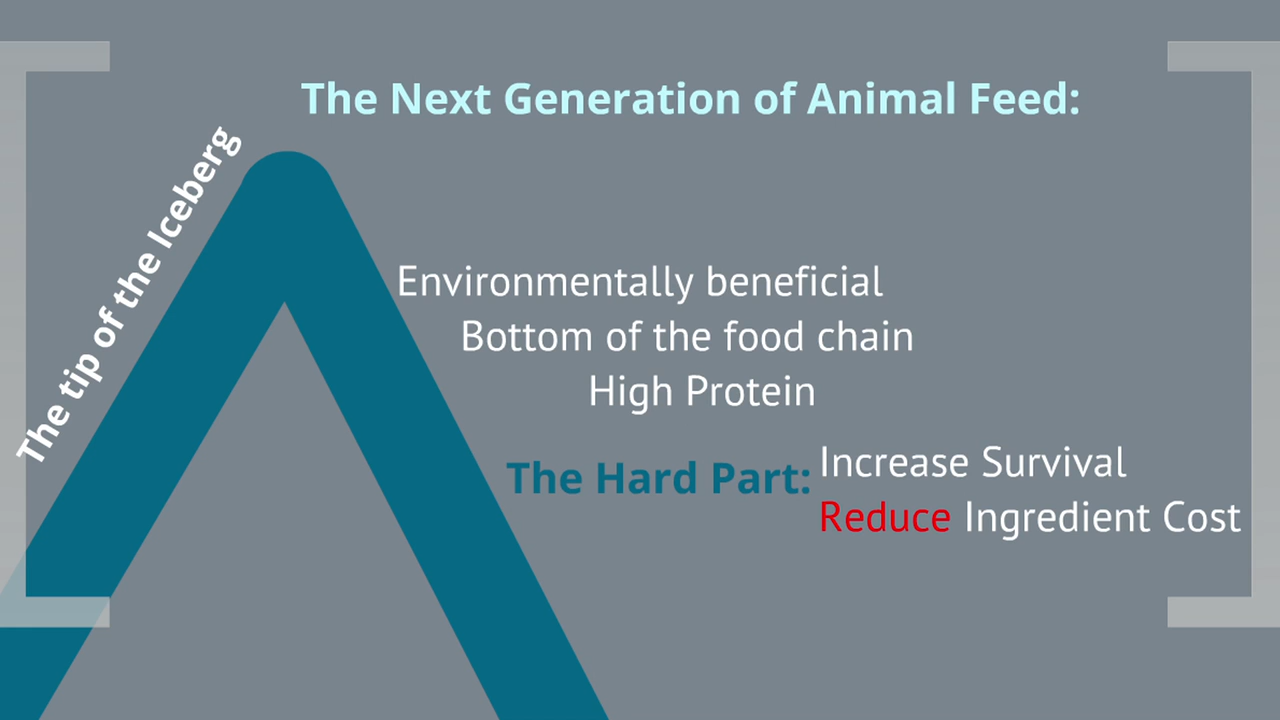 The Next Generation of Animal Feed:
The tip of the Iceberg
Environmentally beneficial
Bottom of the food chain
High Protein
The Hard Part:
Increase Survival
Reduce Ingredient Cost